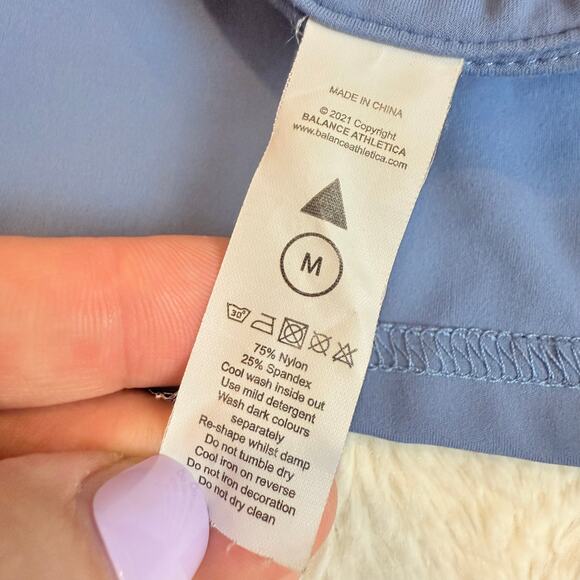 MADE IN CHINA
© 2021 Copyright
BALANCE ATHLETICA
www.balanceathletica.com
M
30°
75% Nylon
25% Spandex
Cool wash inside out
Use mild detergent
Wash dark colours
separately
Re-shape whilst damp
Do not tumble dry
Cool iron on reverse
Do not iron decoration
Do not dry clean